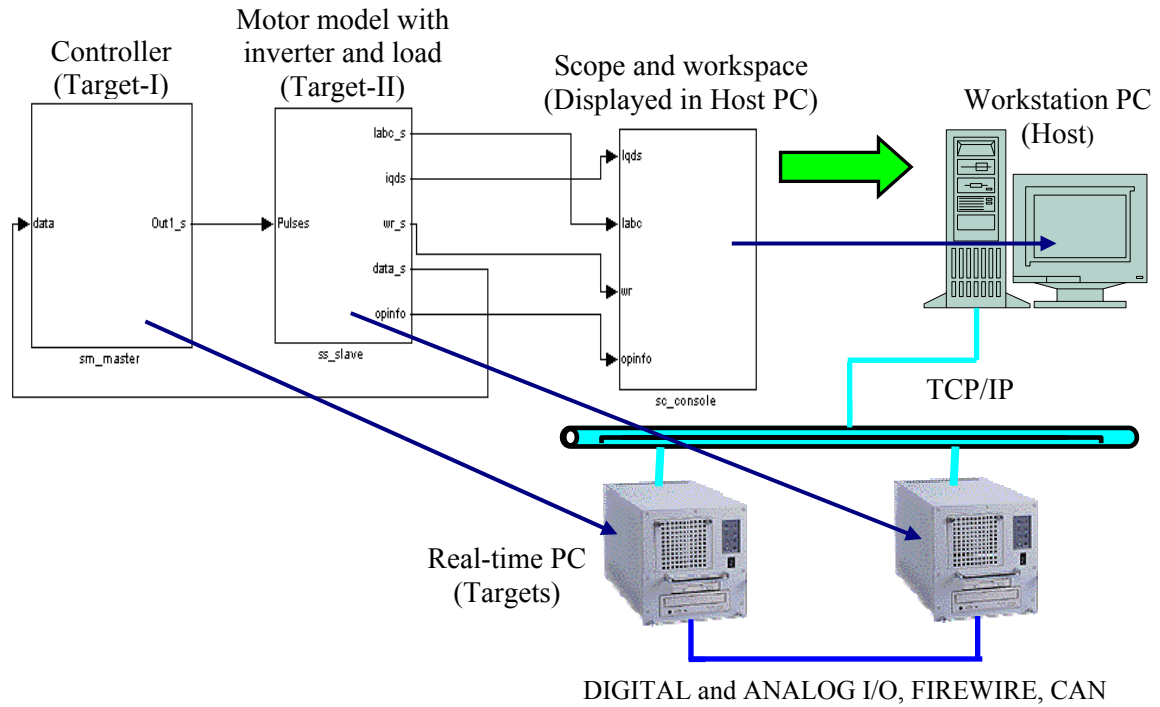 Controller
(Target-I)
Motor model with
inverter and load
(Target-II)
Scope and workspace
(Displayed in Host PC)
Workstation PC
(Host)
data
Out1_s
sm_master
Pulses
Iabc_s
iqds
wr_s
data_s
opinfo
ss_slave
Iqds
Iabc
wr
opinfo
sc_console
TCP/IP
Real-time PC
(Targets)
DIGITAL and ANALOG I/O, FIREWIRE, CAN